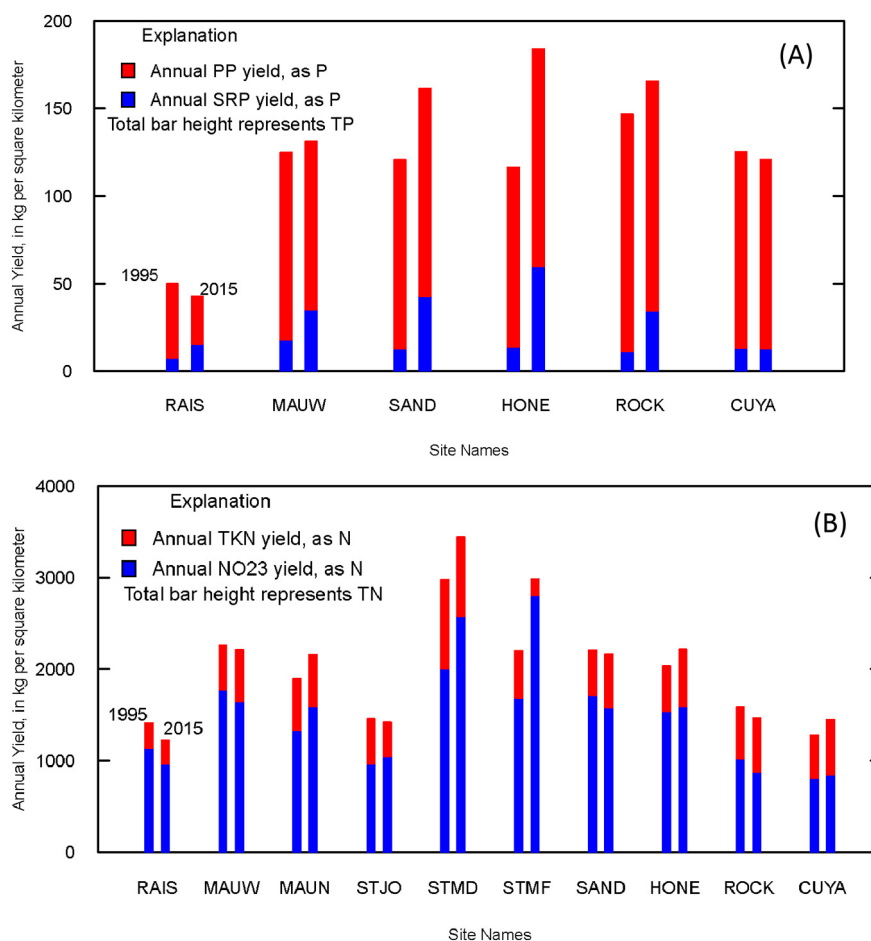 200
150
100
50
0
Annual Yield, in kg per square kilometer
Explanation
Annual PP yield, as P
Annual SRP yield, as P
Total bar height represents TP
(A)
1995
2015
RAIS MAUW SAND HONE ROCK CUYA
Site Names
4000
3000
2000
1000
0
Annual Yield, in kg per square kilometer
Explanation
Annual TKN yield, as N
Annual NO23 yield, as N
Total bar height represents TN
(B)
1995
2015
RAIS MAUW MAUN STJO STMD STMF SAND HONE ROCK CUYA
Site Names